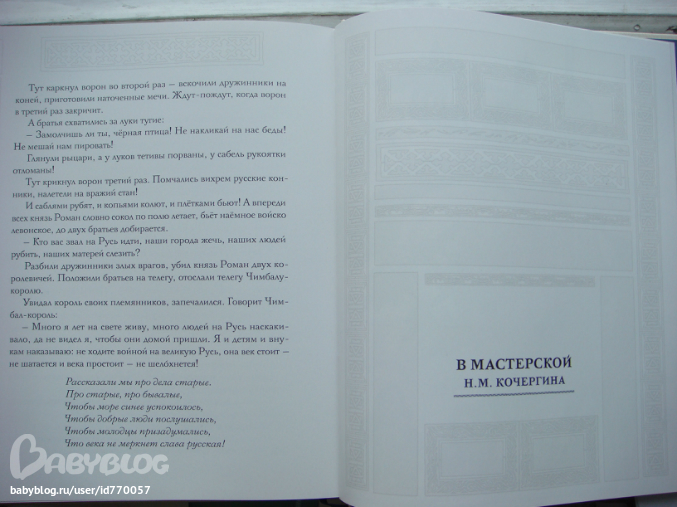 Тут каркнул ворон во второй раз — вскочили дружинники на
коней, приготовили наточенные мечи. Ждут-пождут, когда ворон
в третий раз закричит.
А братья схватились за луки тугие:
— Замолчишь ли ты, чёрная птица! Не накликай на нас беды!
Не мешай нам пировать!
Глянули рыцари, а у луков тетивы порваны, у сабель рукоятки
отломаны!
Тут крикнул ворон третий раз. Помчались вихрем русские кон-
ники, налетели на вражий стан!
И саблями рубят, и копьями колют, и плётками бьют! А впереди
всех князь Роман словно сокол по полю летает, бьёт наёмное войско
левонское, до двух братьев добирается.
— Кто вас звал на Русь идти, наши города жечь, наших людей
рубить, наших матерей слезить?
Разбили дружинники злых врагов, убил князь Роман двух ко-
ролевичей. Положили братьев на телегу, отослали телегу Чимбалу-
королю.
Увидал король своих племянников, запечалился. Говорит Чим-
бал-король:
— Много я лет на свете живу, много людей на Русь наскаки-
вало, да не видел я, чтобы они домой пришли. Я и детям и вну-
кам наказываю: не ходите войной на великую Русь, она век стоит —
не шатается и века простоит — не шелохнется!
Рассказали мы про дела старые.
Про старые, про бывалые,
Чтобы море синее успокоилось,
Чтобы добрые люди послушались,
Чтобы молодцы призадумались,
Что века не меркнет слава русская!
В МАСТЕРСКОЙ
Н.М. КОЧЕРГИНА
BABYBLOG
babyblog.ru/user/id770057